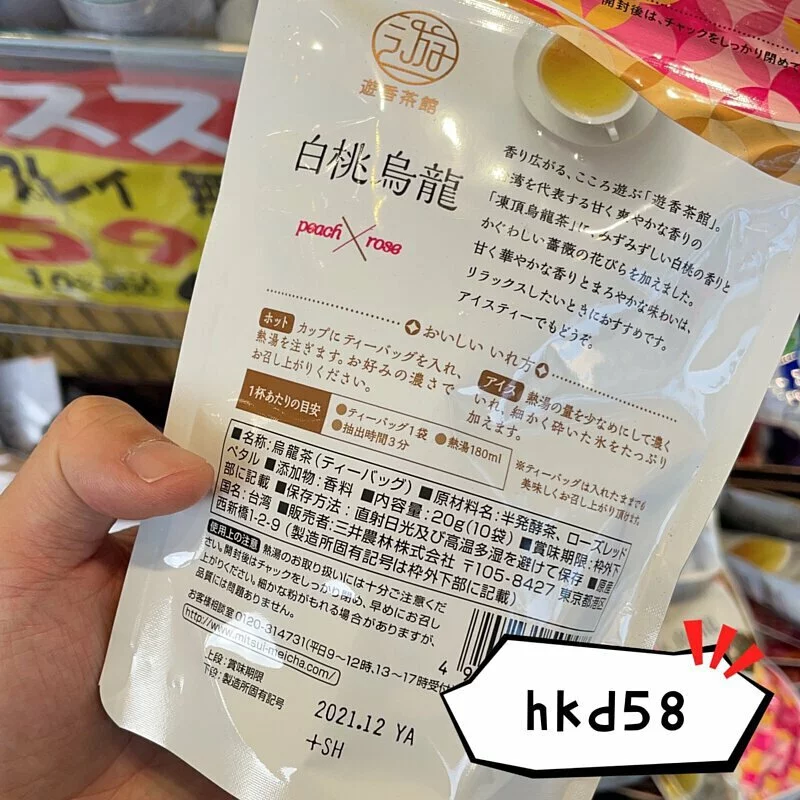 開封後は、チャックをしっかり閉めて
スス
遊香茶館
白桃烏龍
peach × rose
香り広がる、こころ遊ぶ「遊香茶館」。
台湾を代表する甘く爽やかな香りの
「凍頂烏龍茶」に、みずみずしい白桃の香りと
かぐわしい薔薇の花びらを加えました。
甘く華やかな香りとまろやかな味わいは、
リラックスしたいときにおすすめです。
アイスティーでもどうぞ。
おいしい いれ方
ホット カップにティーバッグを入れ、
熱湯を注ぎます。お好みの濃さで
お召し上がりください。
アイス 熱湯の量を少なめにして濃く
いれ、細かく砕いた氷をたっぷり
加えます。
1杯あたりの目安
●ティーバッグ1袋 ●熱湯180ml
●抽出時間3分
※ティーバッグは入れたままでも
美味しくお召し上がり頂けます。
■名称:烏龍茶(ティーバッグ) ■原材料名:半発酵茶、ローズレッド
ペタル ■添加物:香料 ■内容量:20g(10袋) ■賞味期限:枠外下
部に記載 ■保存方法:直射日光及び高温多湿を避けて保存 ■原産
国名:台湾 ■販売者:三井農林株式会社 〒105-8427 東京都港区
西新橋1-2-9 (製造所固有記号は枠外下部に記載)
使用上の注意 熱湯のお取り扱いには十分ご注意くだ
さい。開封後はチャックをしっかり閉め、早めにお召し
上がりください。細かな粉がもれる場合がありますが、
品質には問題ありません。
お客様相談室 0120-314731(平日9~12時、13~17時受付
http://www.mitsui-meicha.com/
上段:賞味期限
下段:製造所固有記号
2021.12 YA
+SH
4 9
hkd58